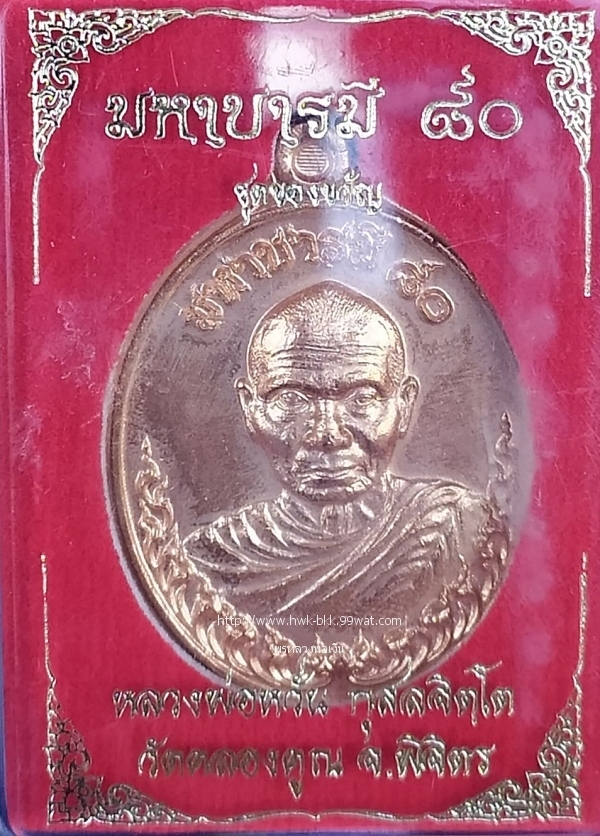 มหาบารมี ๘๐
ชุดของขวัญ
มหาบารมี ๘๐
http://www.hwk-blk.99wat.com
หลวงพ่อหวั่น กุสลจิตฺโต
วัดคลองคูณ จ.พิจิตร